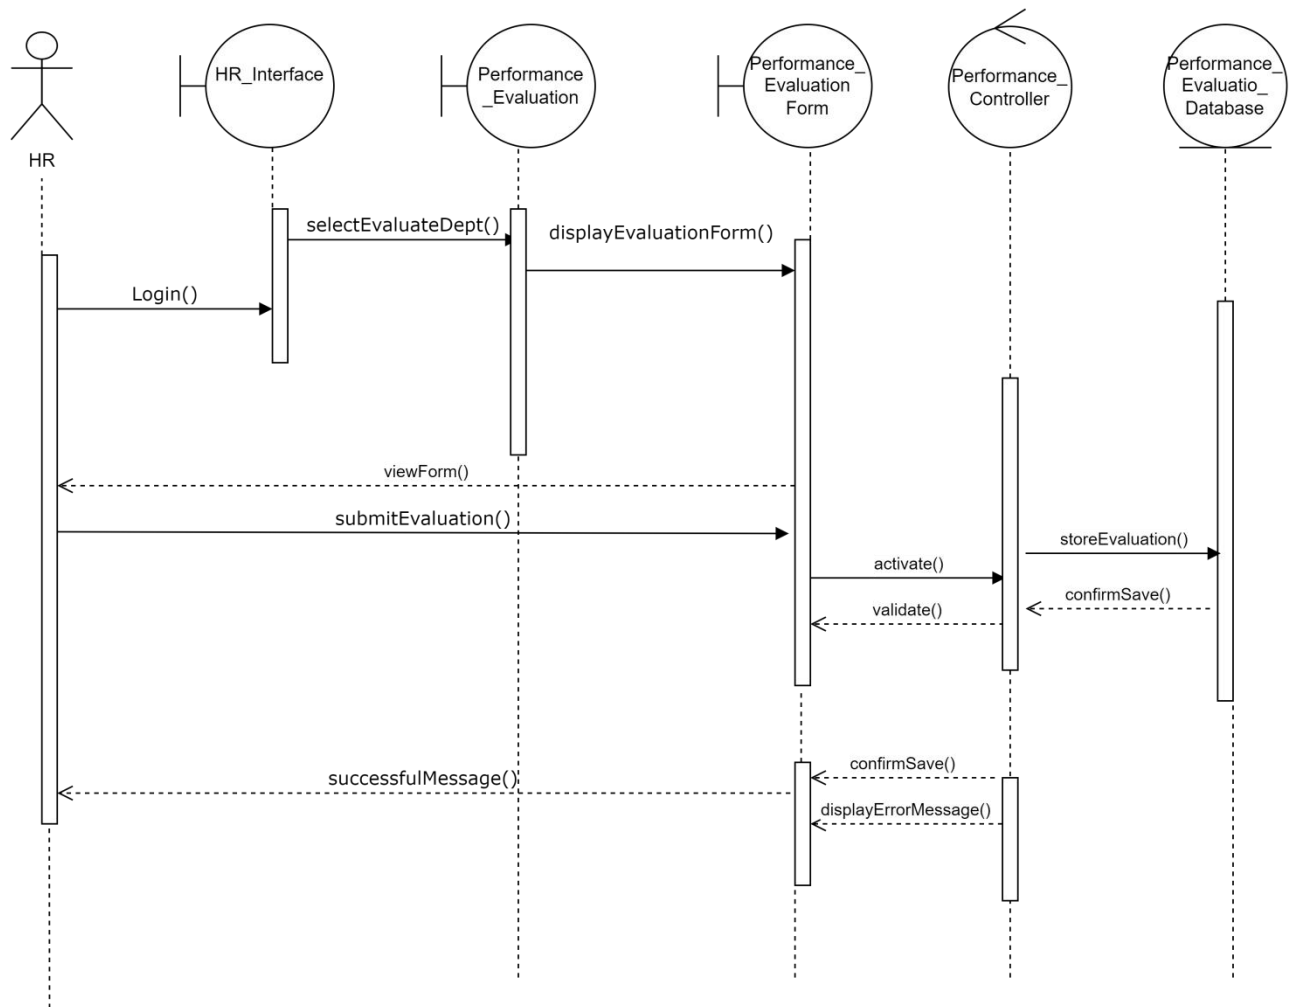 HR
HR_Interface
Performance
_Evaluation
Performance_
Evaluation
Form
Performance_
Controller
Performance_
Evaluatio_
Database
selectEvaluateDept()
displayEvaluationForm()
Login()
viewForm()
submitEvaluation()
storeEvaluation()
activate()
confirmSave()
validate()
confirmSave()
successfulMessage()
displayErrorMessage()